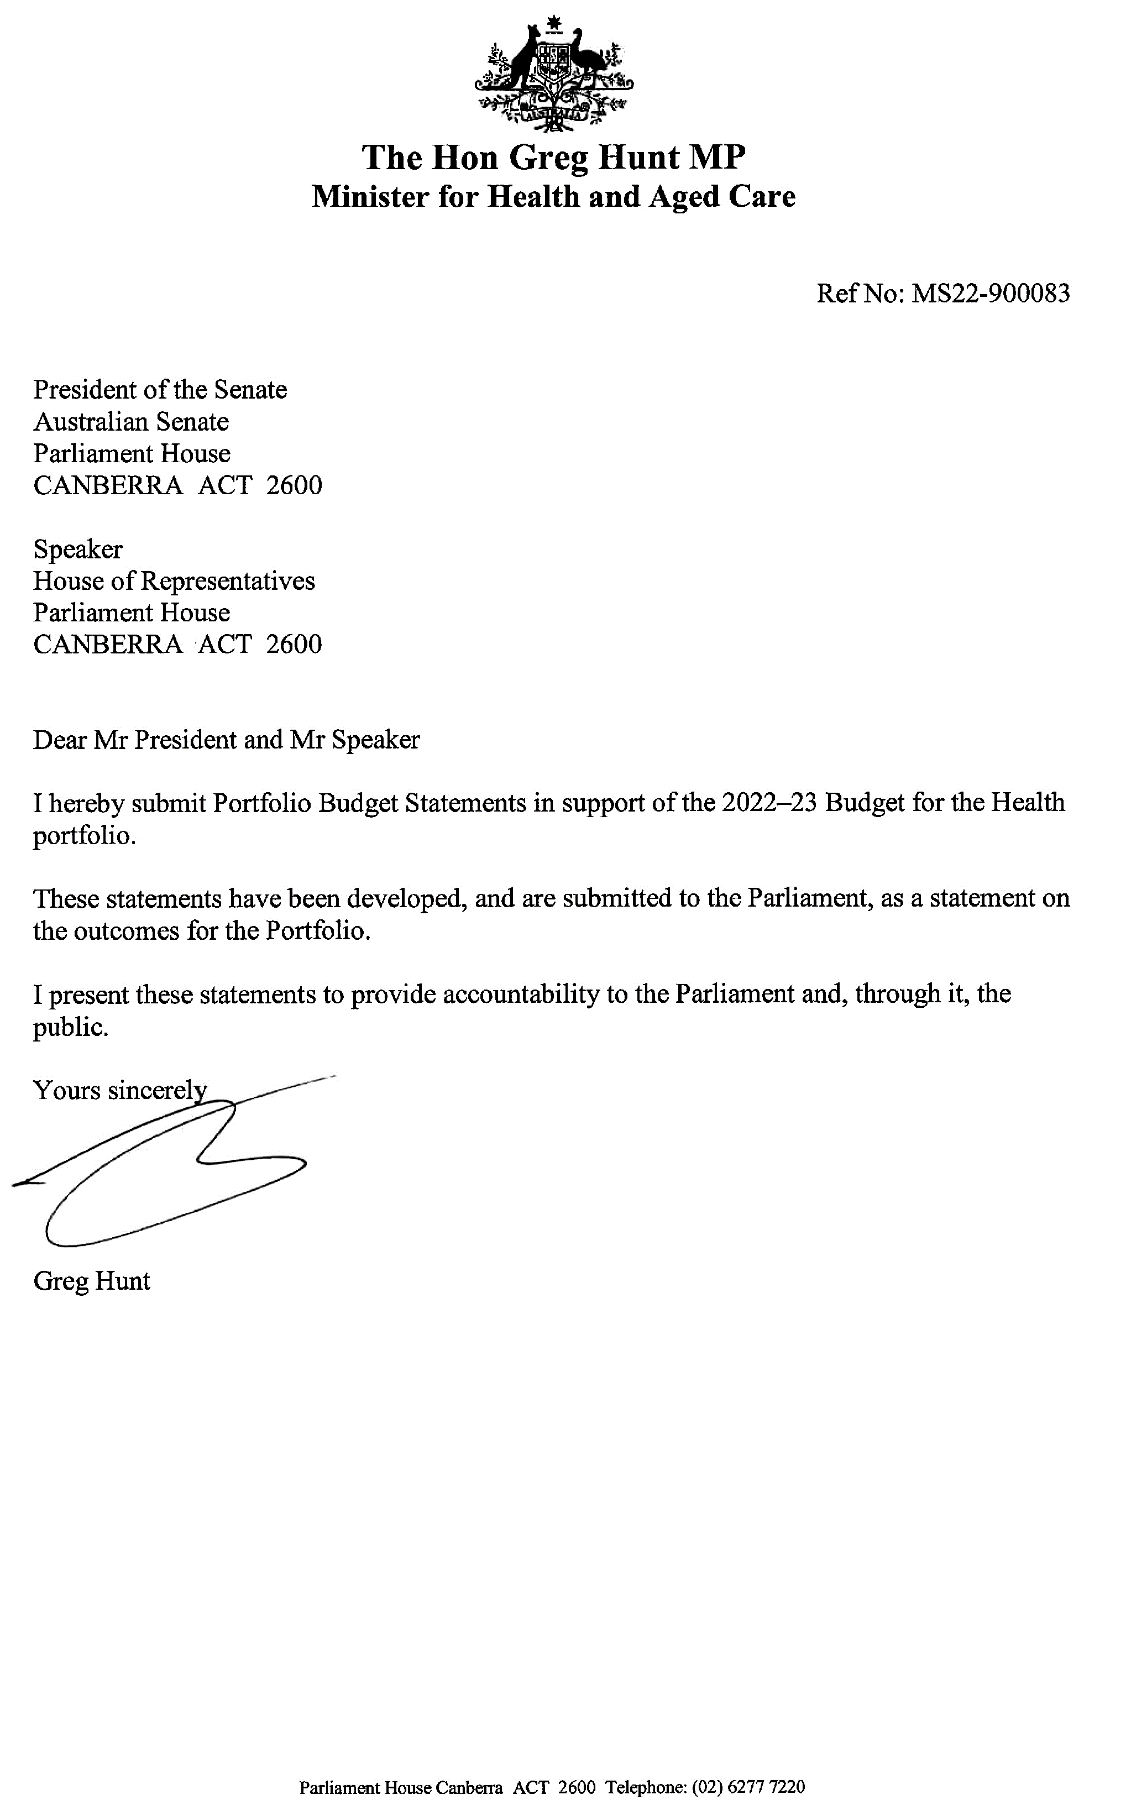 AUSTRALIA
The Hon Greg Hunt MP
Minister for Health and Aged Care
Ref No: MS22-900083
President of the Senate
Australian Senate
Parliament House
CANBERRA ACT 2600
Speaker
House of Representatives
Parliament House
CANBERRA ACT 2600
Dear Mr President and Mr Speaker
I hereby submit Portfolio Budget Statements in support of the 2022–23 Budget for the Health
portfolio.
These statements have been developed, and are submitted to the Parliament, as a statement on
the outcomes for the Portfolio.
I present these statements to provide accountability to the Parliament and, through it, the
public.
Yours sincerely
Greg Hunt
Parliament House Canberra ACT 2600 Telephone: (02) 6277 7220